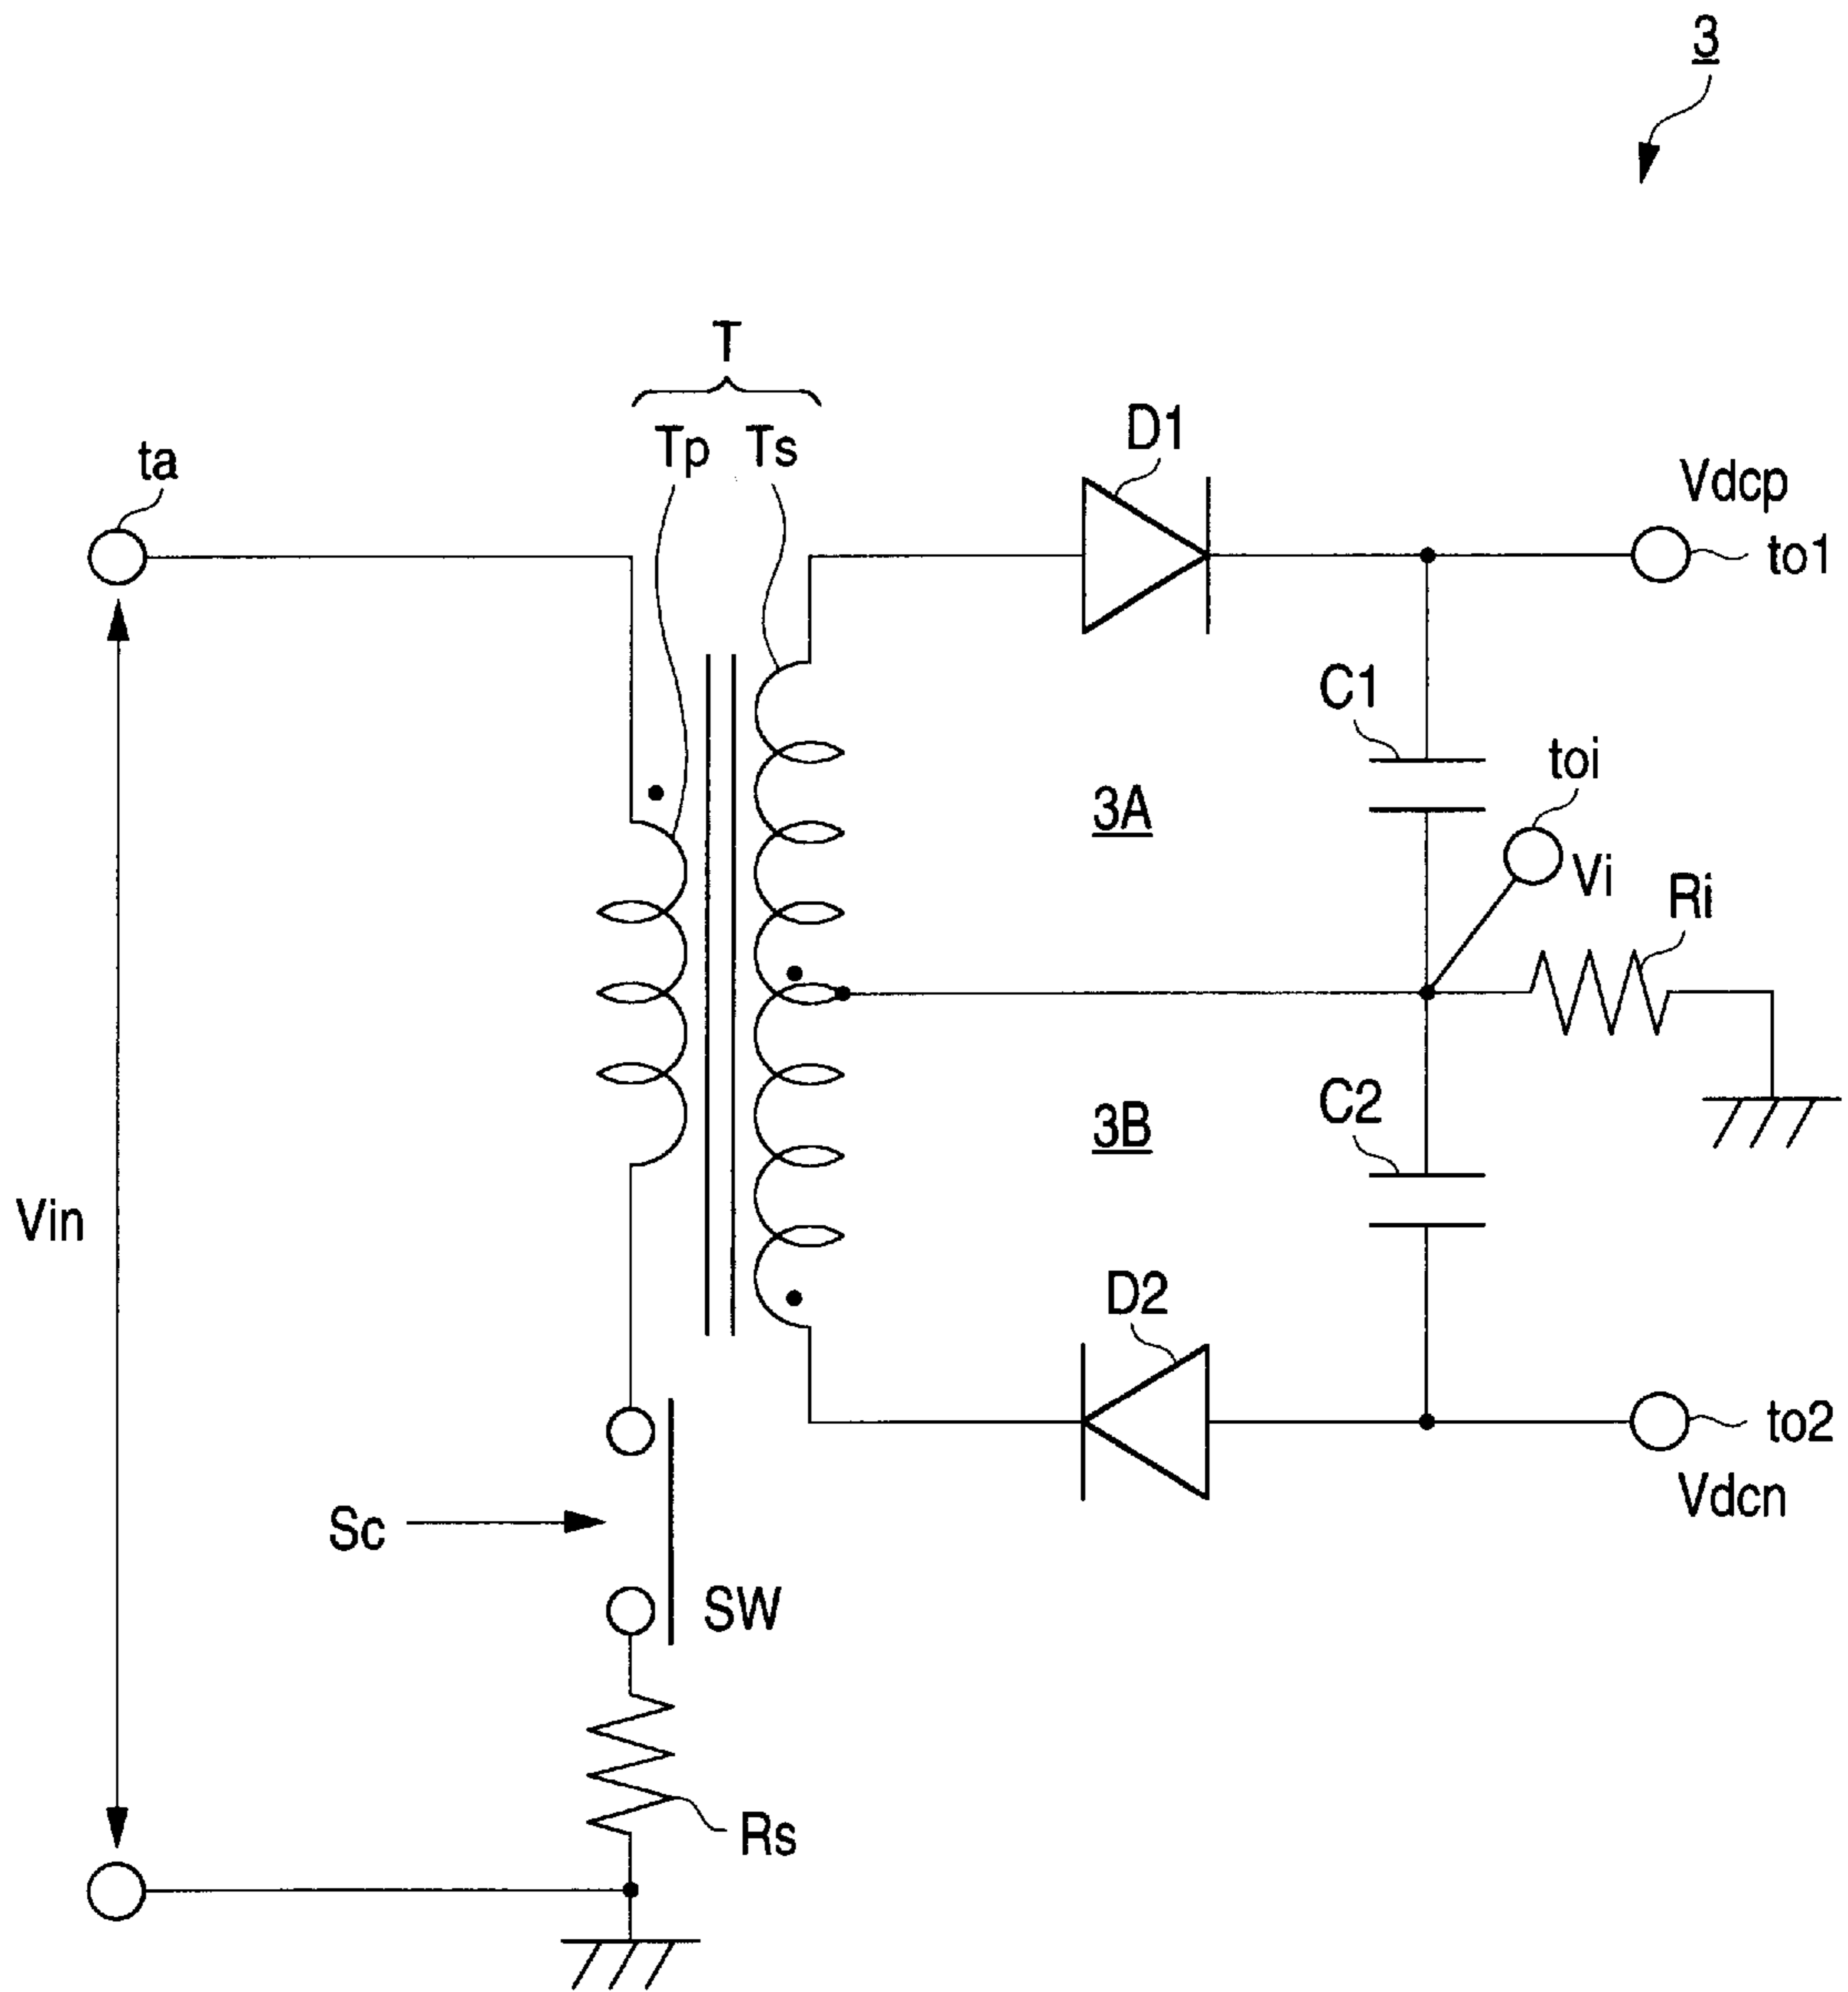 3
T
Tp Ts
D1
ta
Vdcp
to1
C1
toi
3A
Vi
Ri
3B
C2
Vin
D2
to2
Vdcn
Sc
SW
Rs